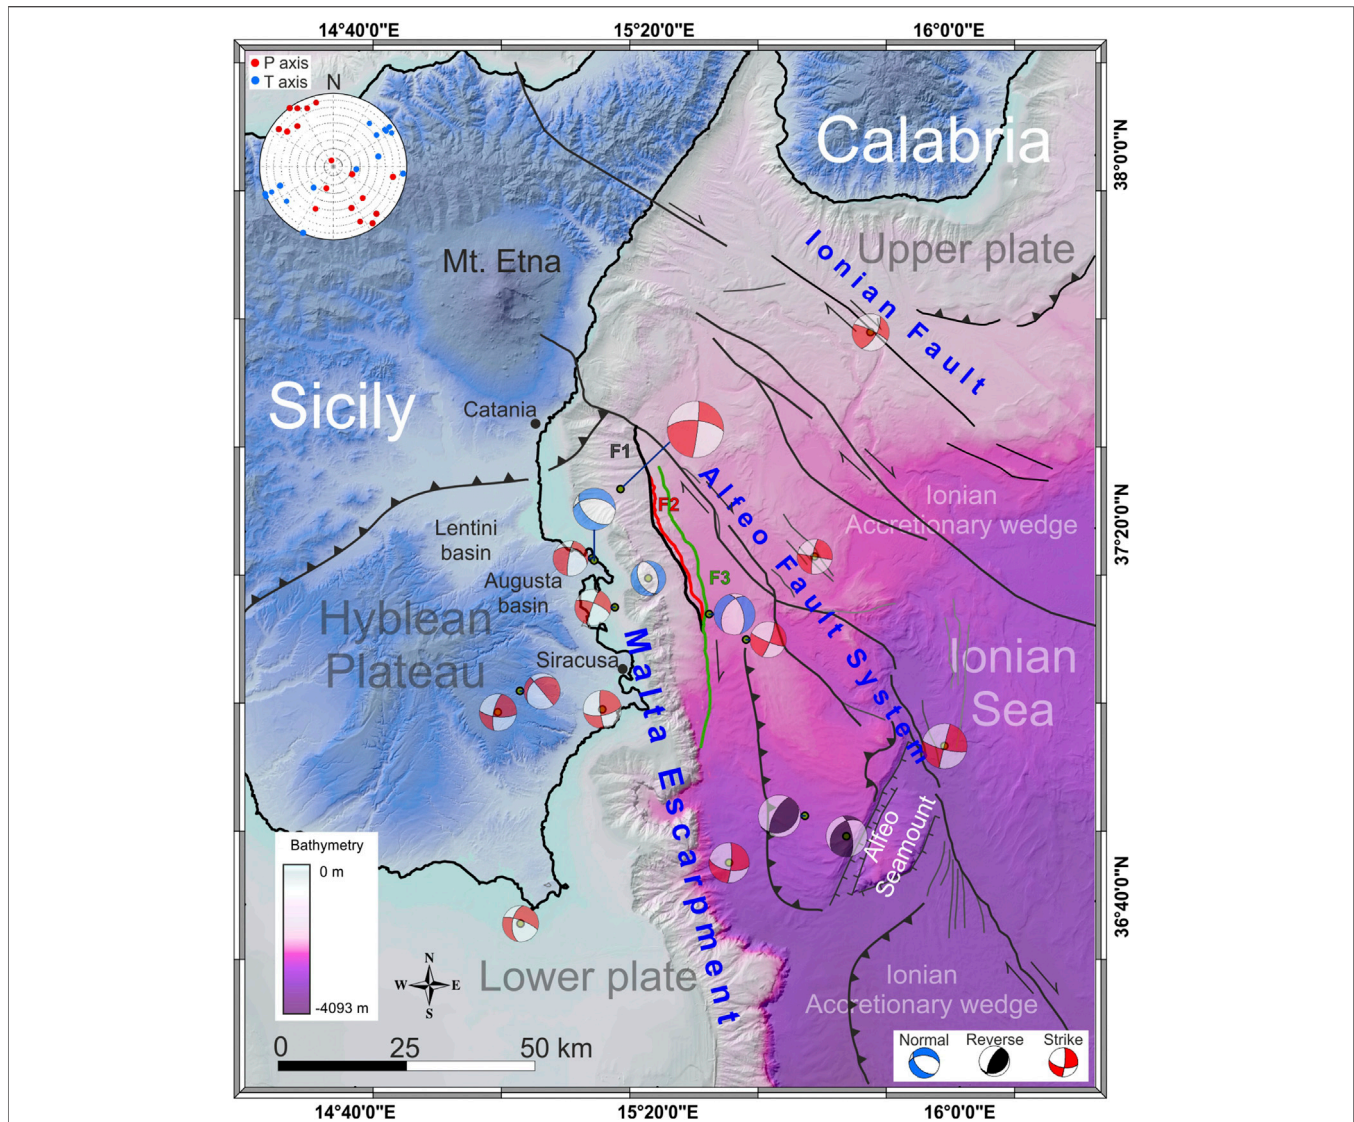 14°40'0"E
15°20'0"E
16°0'0"E
P axis
T axis
N
Calabria
38°0'0"N
Upper plate
Ionian Fault
Mt. Etna
Sicily
Catania
F1
F2
F3
Alfeo Fault System
Ionian
Accretionary wedge
37°20'0"N
Lentini
basin
Augusta
basin
Hyblean
Plateau
Siracusa
Malta Escarpment
Ionian
Sea
Alfeo
Seamount
36°40'0"N
Bathymetry
0 m
-4093 m
N
W
E
S
Lower plate
Ionian
Accretionary wedge
0
25
50 km
Normal
Reverse
Strike
14°40'0"E
15°20'0"E
16°0'0"E